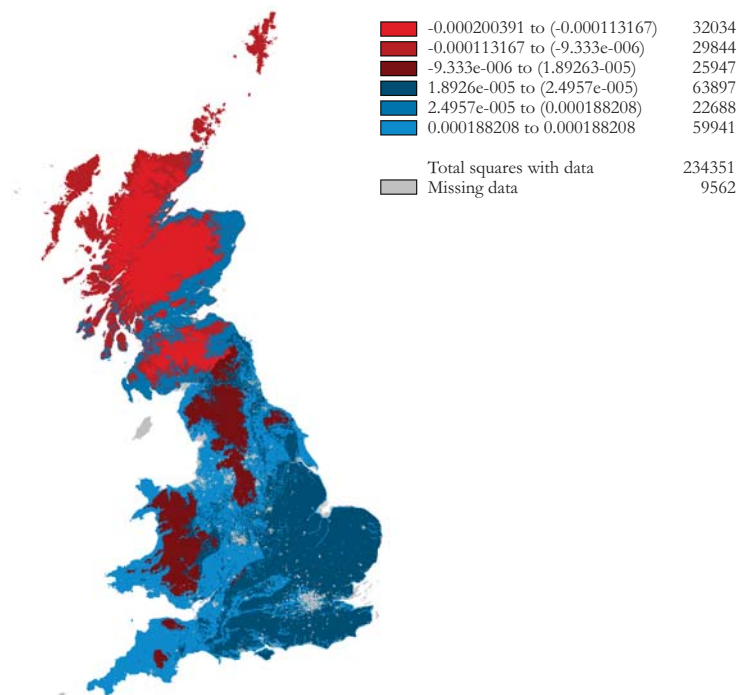 -0.000200391 to (-0.000113167) 32034
-0.000113167 to (-9.333e-006) 29844
-9.333e-006 to (1.89263-005) 25947
1.8926e-005 to (2.4957e-005) 63897
2.4957e-005 to (0.000188208) 22688
0.000188208 to 0.000188208 59941
Total squares with data 234351
Missing data 9562